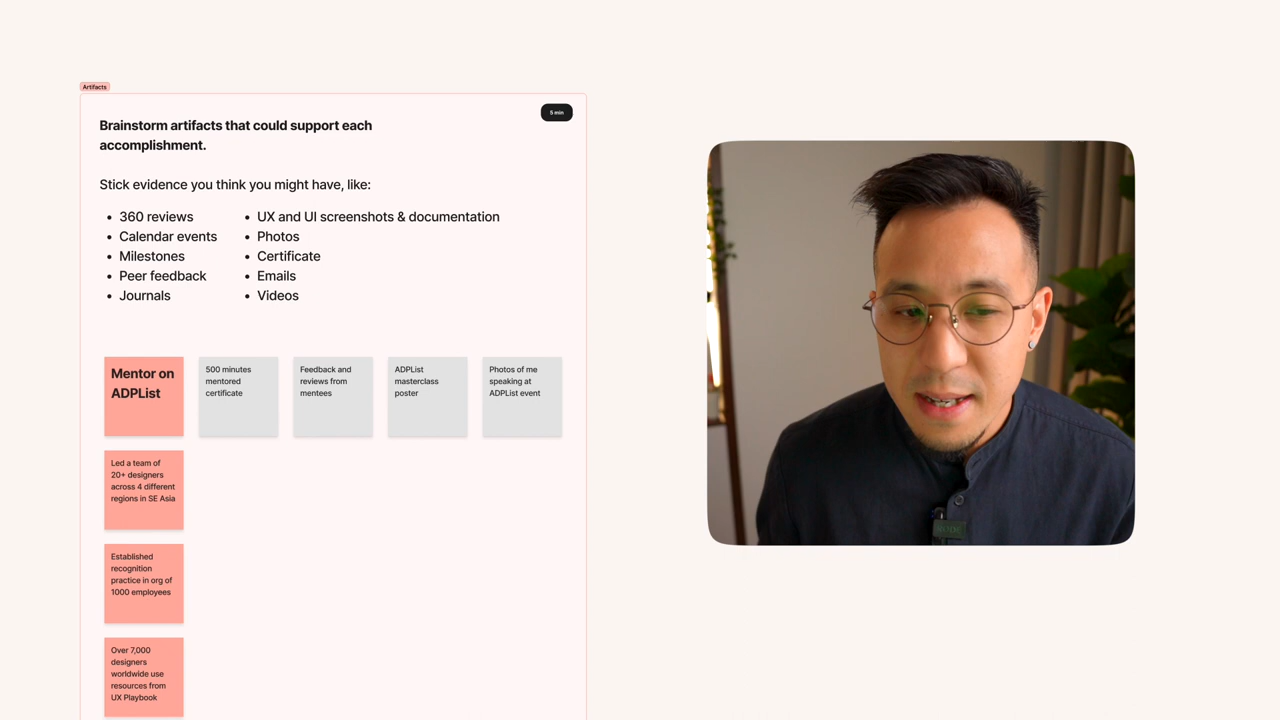 Artifacts
5 min
Brainstorm artifacts that could support each
accomplishment.
Stick evidence you think you might have, like:
• 360 reviews
• Calendar events
• Milestones
• Peer feedback
• Journals
• UX and UI screenshots & documentation
• Photos
• Certificate
• Emails
• Videos
Mentor on
ADPList
500 minutes
mentored
certificate
Feedback and
reviews from
mentees
ADPList
masterclass
poster
Photos of me
speaking at
ADPList event
Led a team of
20+ designers
across 4 different
regions in SE Asia
Established
recognition
practice in org of
1000 employees
Over 7,000
designers
worldwide use
resources from
UX Playbook